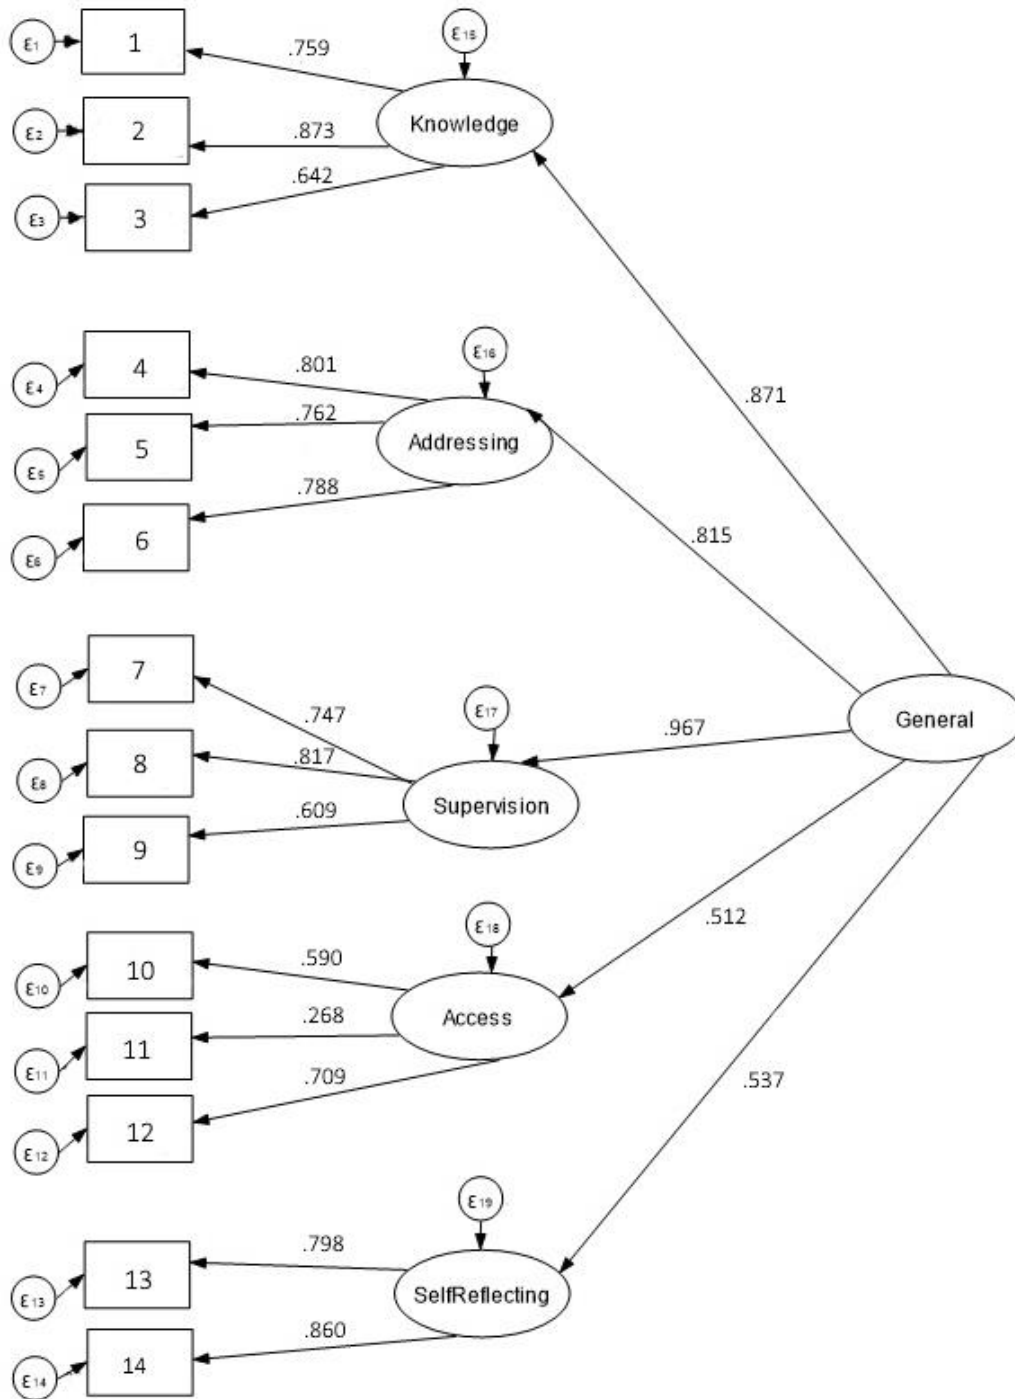 ε1 1
.759
ε15
Knowledge
ε2 2
.873
ε3 3
.642
ε4 4
.801
ε16
Addressing
ε5 5
.762
ε6 6
.788
.871
.815
General
ε7 7
.747
ε17
.967
ε8 8
.817
Supervision
ε9 9
.609
ε10 10
.590
ε18
.512
Access
ε11 11
.268
ε12 12
.709
.537
ε19
ε13 13
.798
SelfReflecting
ε14 14
.860